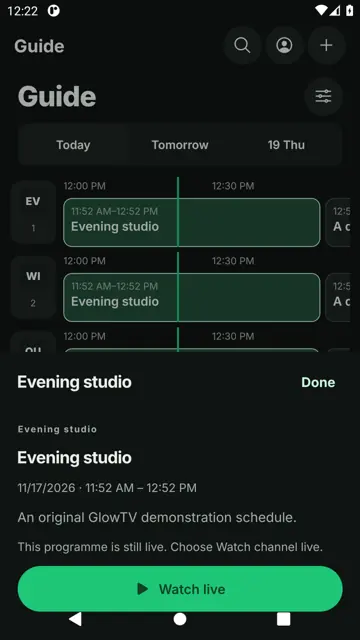 12:22
Guide
Guide
Today
Tomorrow
19 Thu
EV
1
12:00 PM
12:30 PM
11:52 AM–12:52 PM
Evening studio
12:5
A c
WI
2
12:00 PM
12:30 PM
11:52 AM–12:52 PM
Evening studio
12:5
A c
12:00 PM
12:30 PM
Evening studio
Done
Evening studio
Evening studio
11/17/2026 · 11:52 AM – 12:52 PM
An original GlowTV demonstration schedule.
This programme is still live. Choose Watch channel live.
Watch live